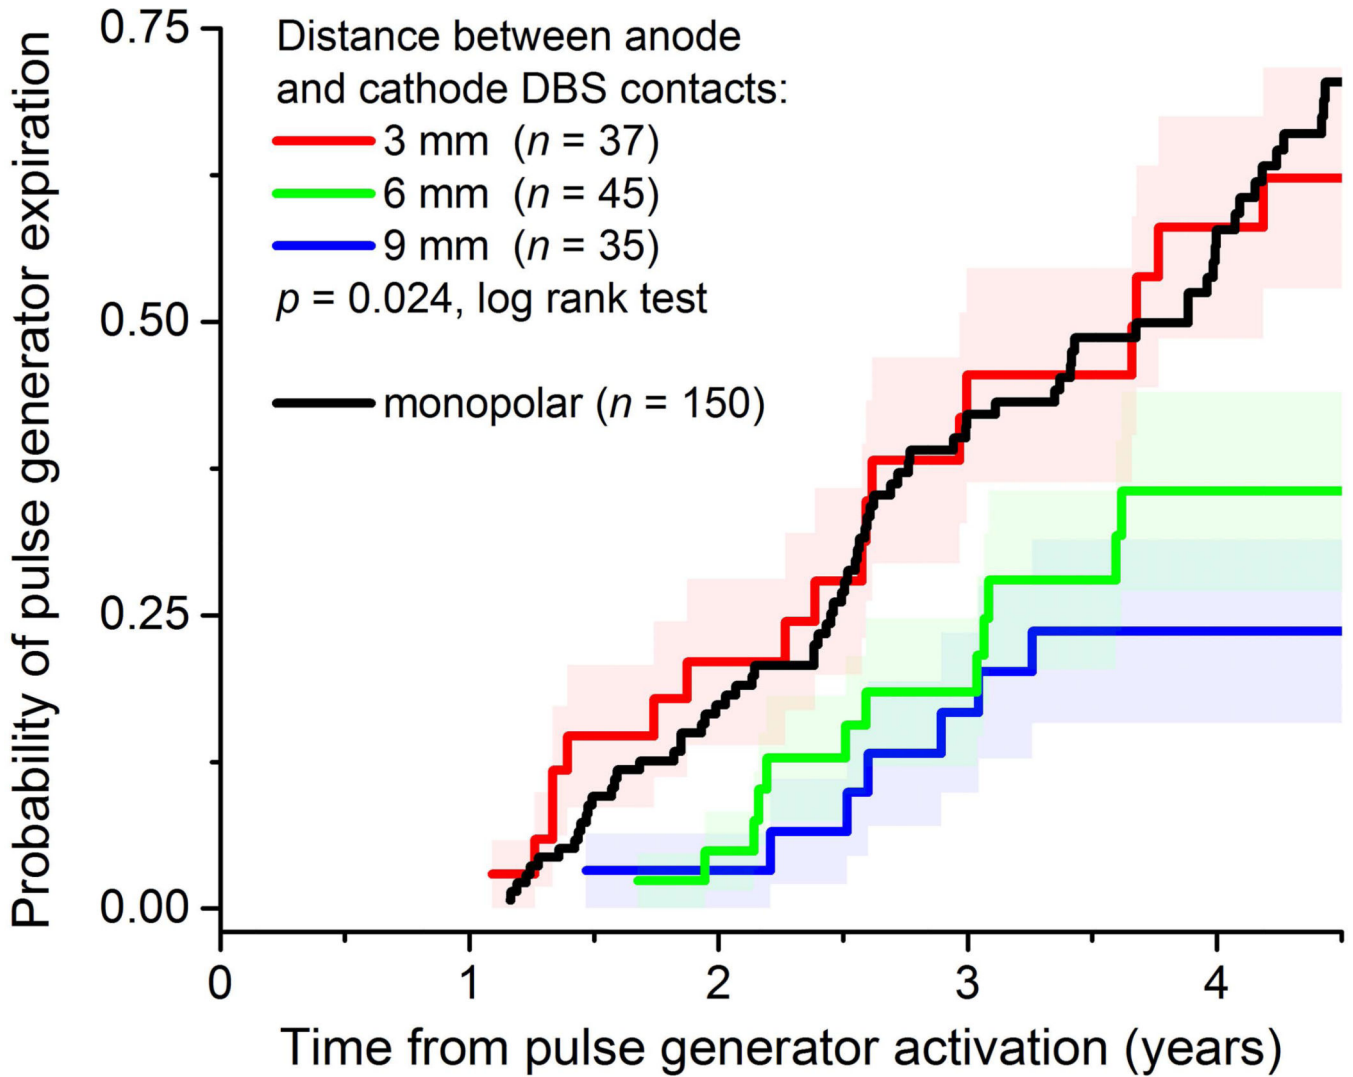 Probability of pulse generator expiration
0.75
0.50
0.25
0.00
Distance between anode
and cathode DBS contacts:
3 mm (n = 37)
6 mm (n = 45)
9 mm (n = 35)
p = 0.024, log rank test
monopolar (n = 150)
0 1 2 3 4
Time from pulse generator activation (years)